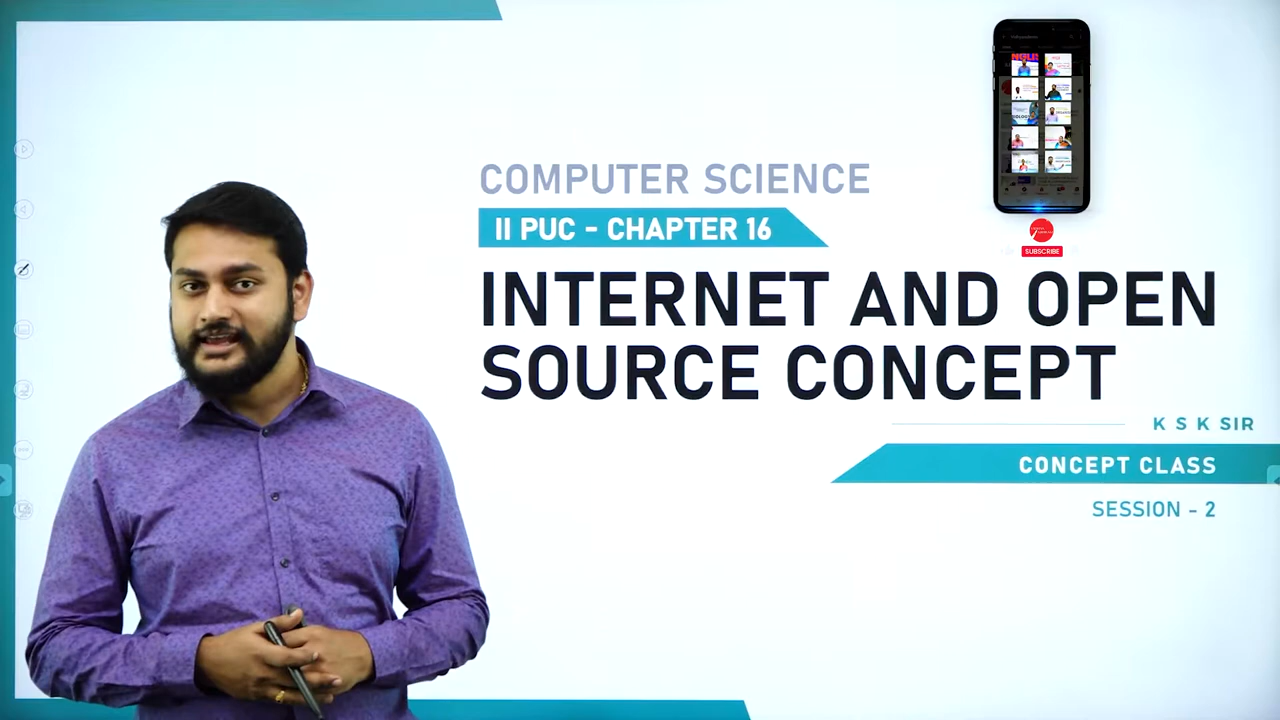 COMPUTER SCIENCE
II PUC - CHAPTER 16
INTERNET AND OPEN
SOURCE CONCEPT
K S K SIR
CONCEPT CLASS
SESSION - 2
SUBSCRIBE